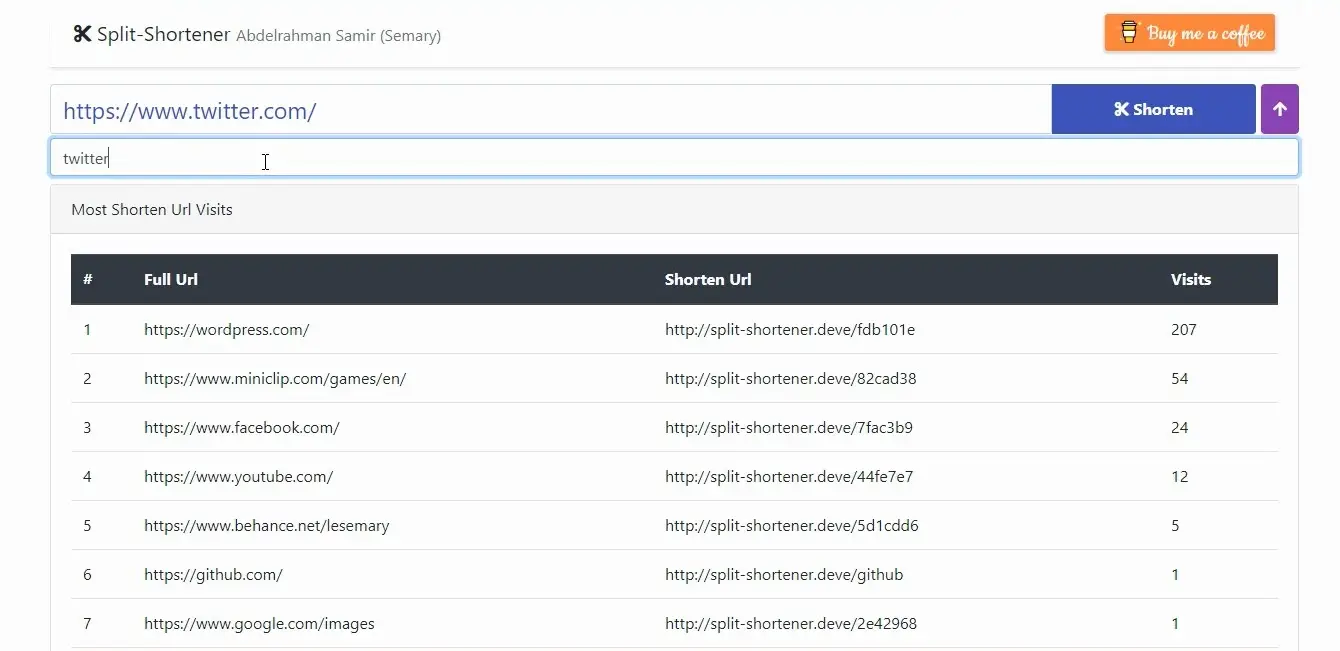 Split-Shortener Abdelrahman Samir (Semary) Buy me a coffee
https://www.twitter.com/ Shorten
twitter
Most Shorten Url Visits
# Full Url Shorten Url Visits
1 https://wordpress.com/ http://split-shortener.deve/fdb101e 207
2 https://www.miniclip.com/games/en/ http://split-shortener.deve/82cad38 54
3 https://www.facebook.com/ http://split-shortener.deve/7fac3b9 24
4 https://www.youtube.com/ http://split-shortener.deve/44fe7e7 12
5 https://www.behance.net/lesemary http://split-shortener.deve/5d1cdd6 5
6 https://github.com/ http://split-shortener.deve/github 1
7 https://www.google.com/images http://split-shortener.deve/2e42968 1